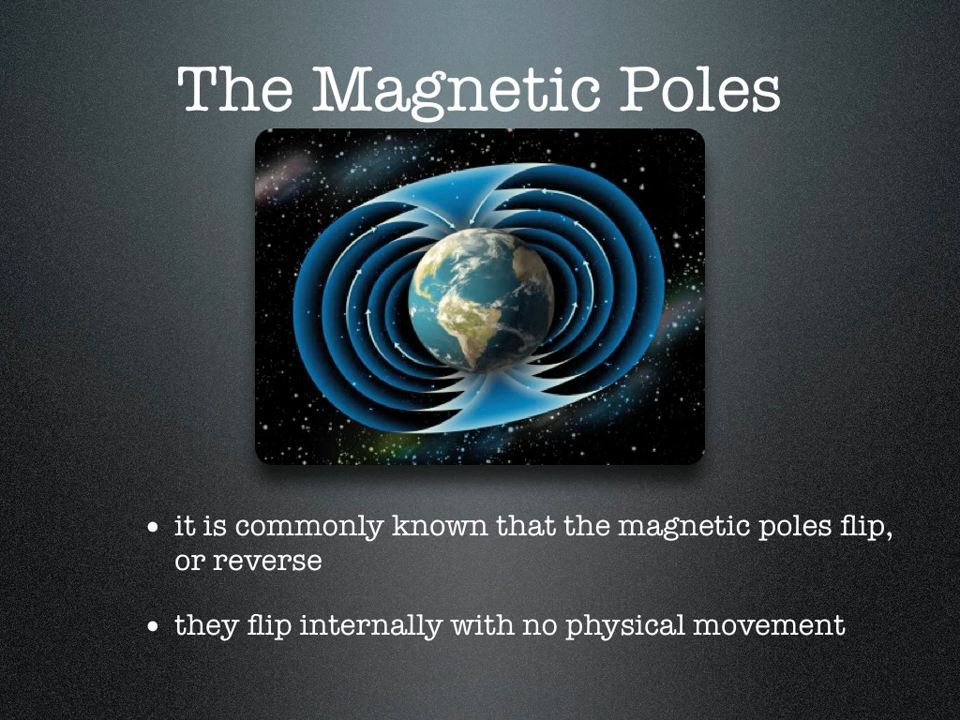 The Magnetic Poles
• it is commonly known that the magnetic poles flip,
or reverse
• they flip internally with no physical movement